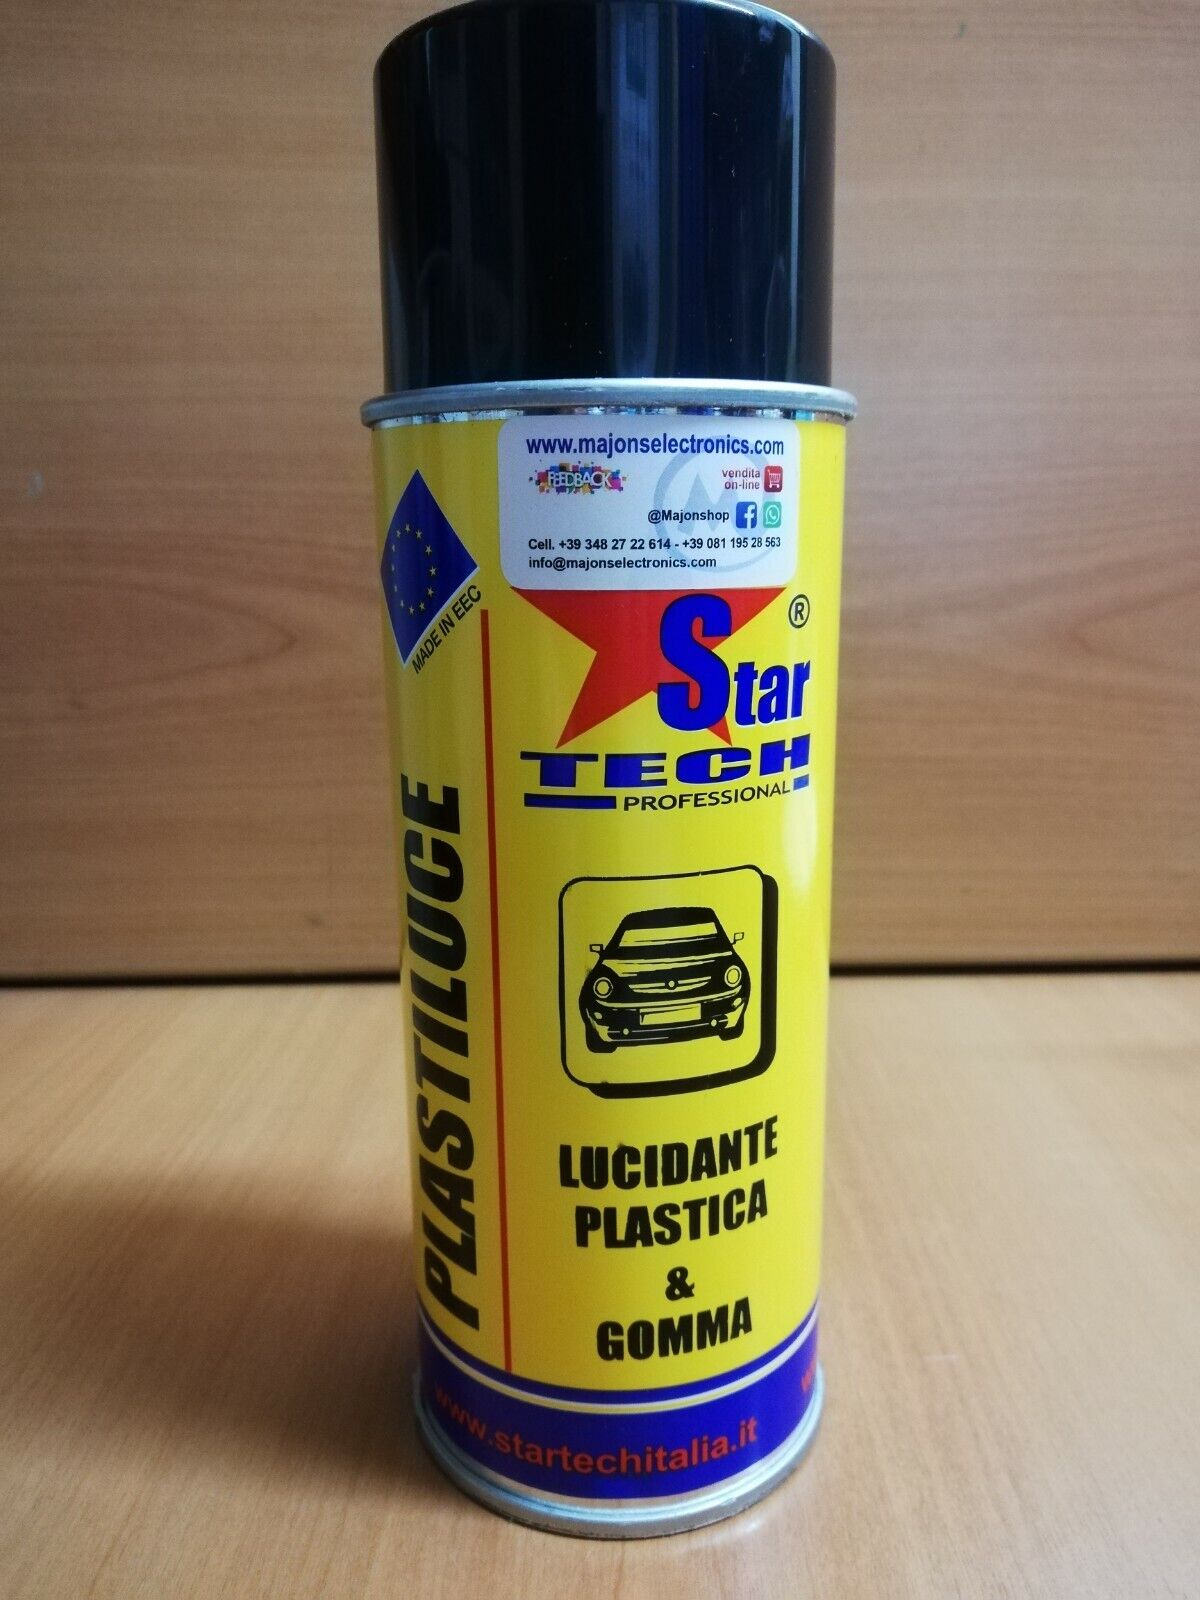 www.majonselectronics.com
FEEDBACK
vendita
on-line
@Majonshop
Cell. +39 348 27 22 614 - +39 081 195 28 563
info@majonselectronics.com
MADE IN EEC
Star ®
TECH
PROFESSIONAL
PLASTILUCE
LUCIDANTE
PLASTICA
&
GOMMA
www.startechitalia.it